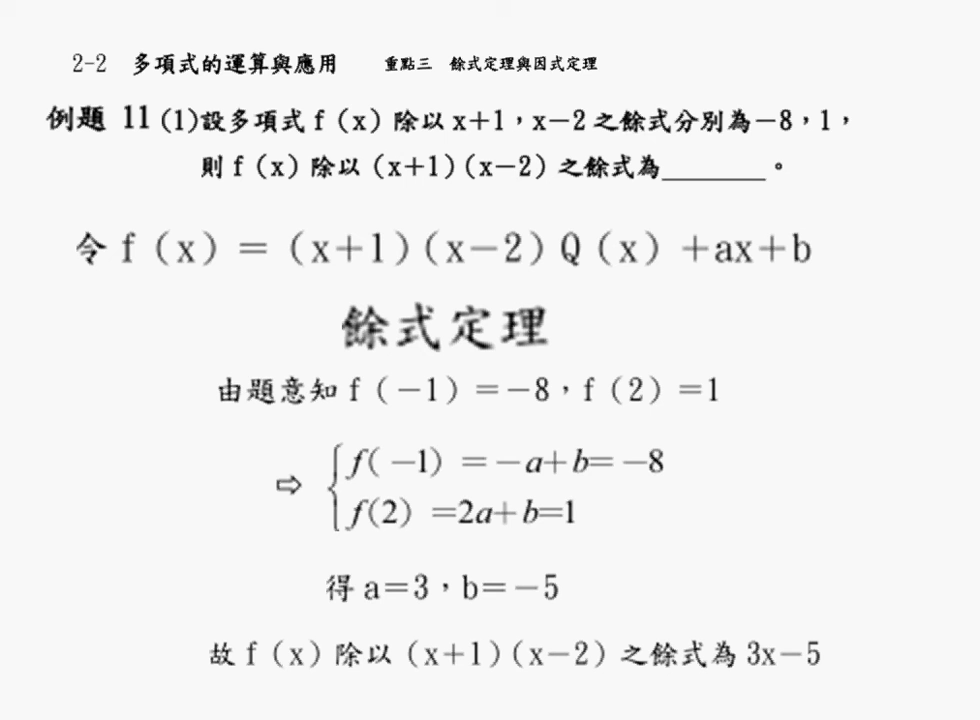 2-2 多項式的運算與應用 重點三 餘式定理與因式定理
例題 11 (1)設多項式 f (x) 除以 x+1,x-2 之餘式分別為-8,1,
則 f (x) 除以 (x+1)(x-2) 之餘式為________。
令 f (x) = (x+1)(x-2) Q (x) +ax+b
餘式定理
由題意知 f (-1) =-8,f (2) =1
⇨ { f( -1) =-a+b= -8
f(2) =2a+b=1
得 a=3,b=-5
故 f (x) 除以 (x+1)(x-2) 之餘式為 3x-5